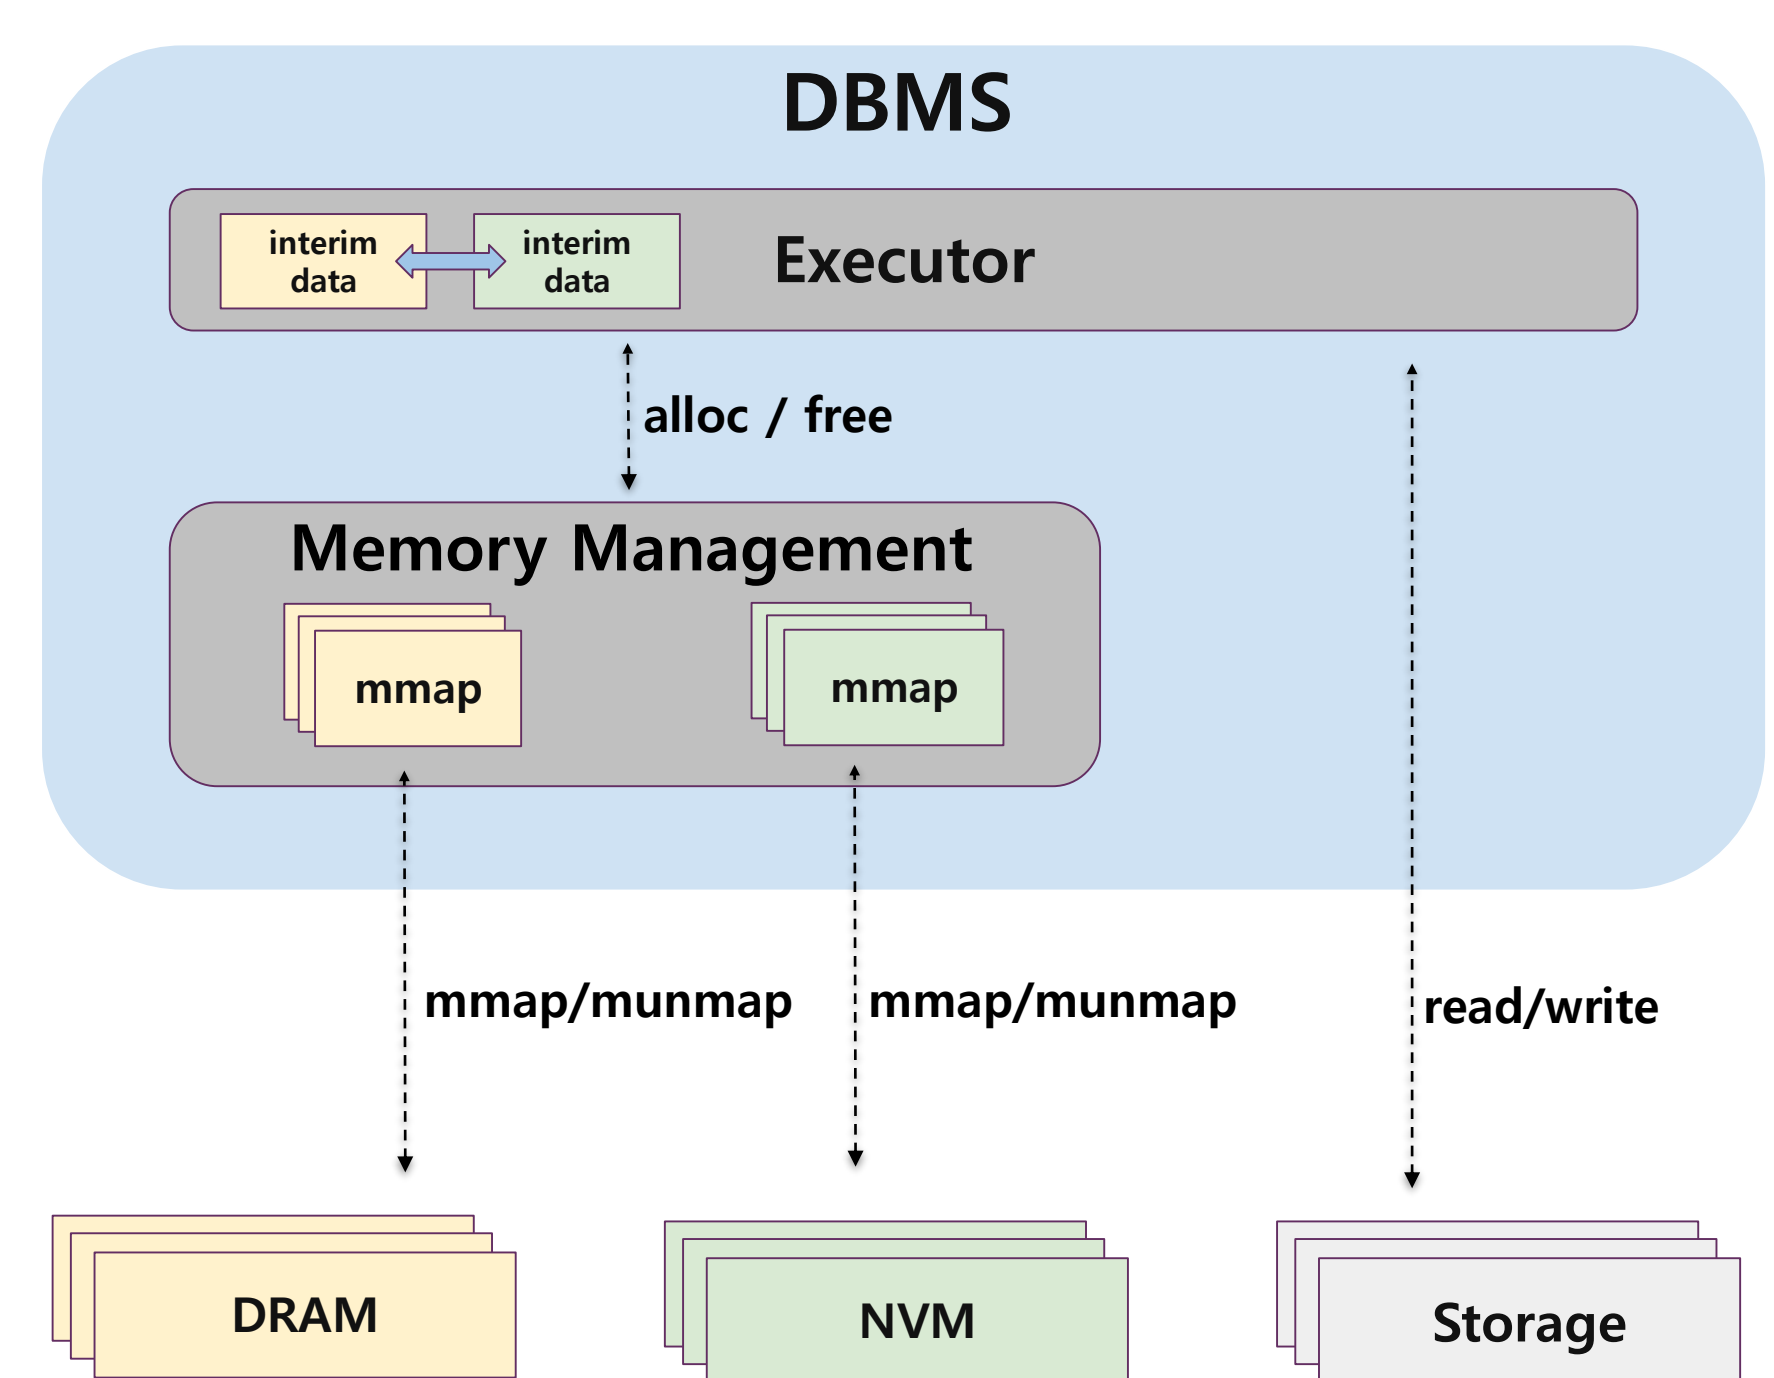 DBMS
interim
data
interim
data
Executor
alloc / free
Memory Management
mmap
mmap
mmap/munmap
mmap/munmap
read/write
DRAM
NVM
Storage